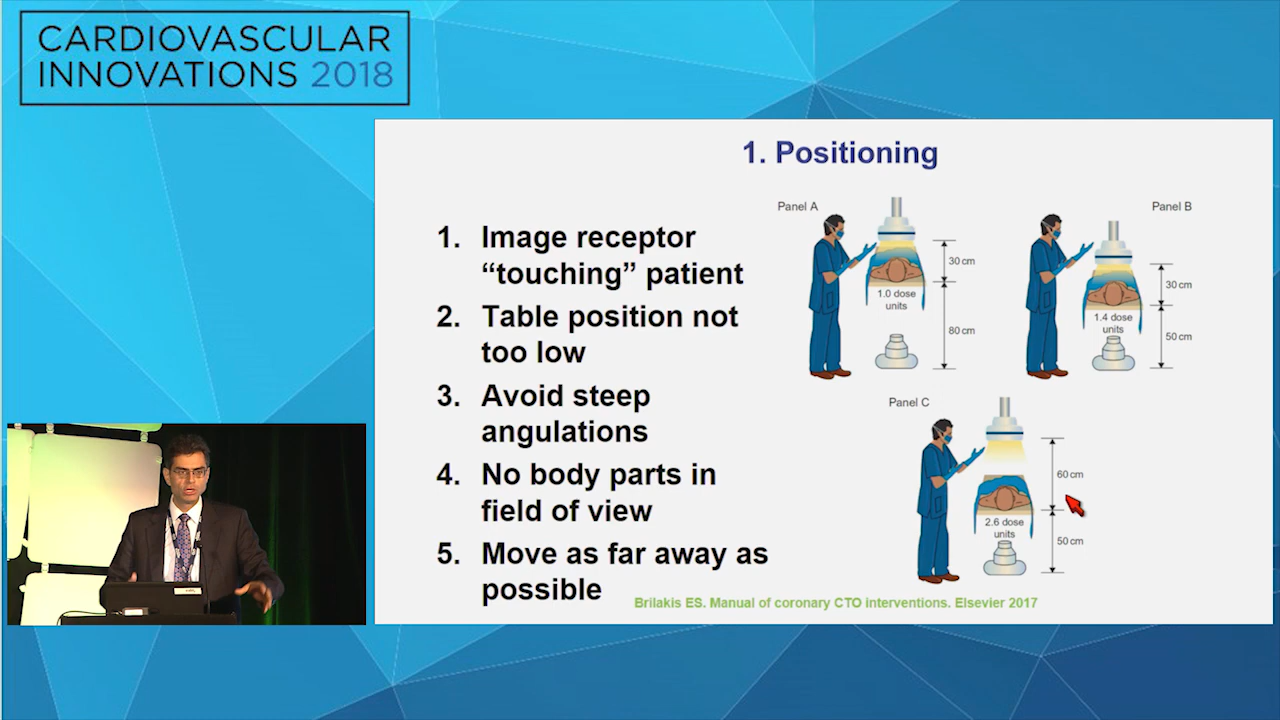 CARDIOVASCULAR
INNOVATIONS 2018
1. Positioning
1. Image receptor
“touching” patient
2. Table position not
too low
3. Avoid steep
angulations
4. No body parts in
field of view
5. Move as far away as
possible
Panel A
30 cm
1.0 dose
units
80 cm
Panel B
30 cm
1.4 dose
units
50 cm
Panel C
60 cm
2.6 dose
units
50 cm
Brilakis ES. Manual of coronary CTO interventions. Elsevier 2017